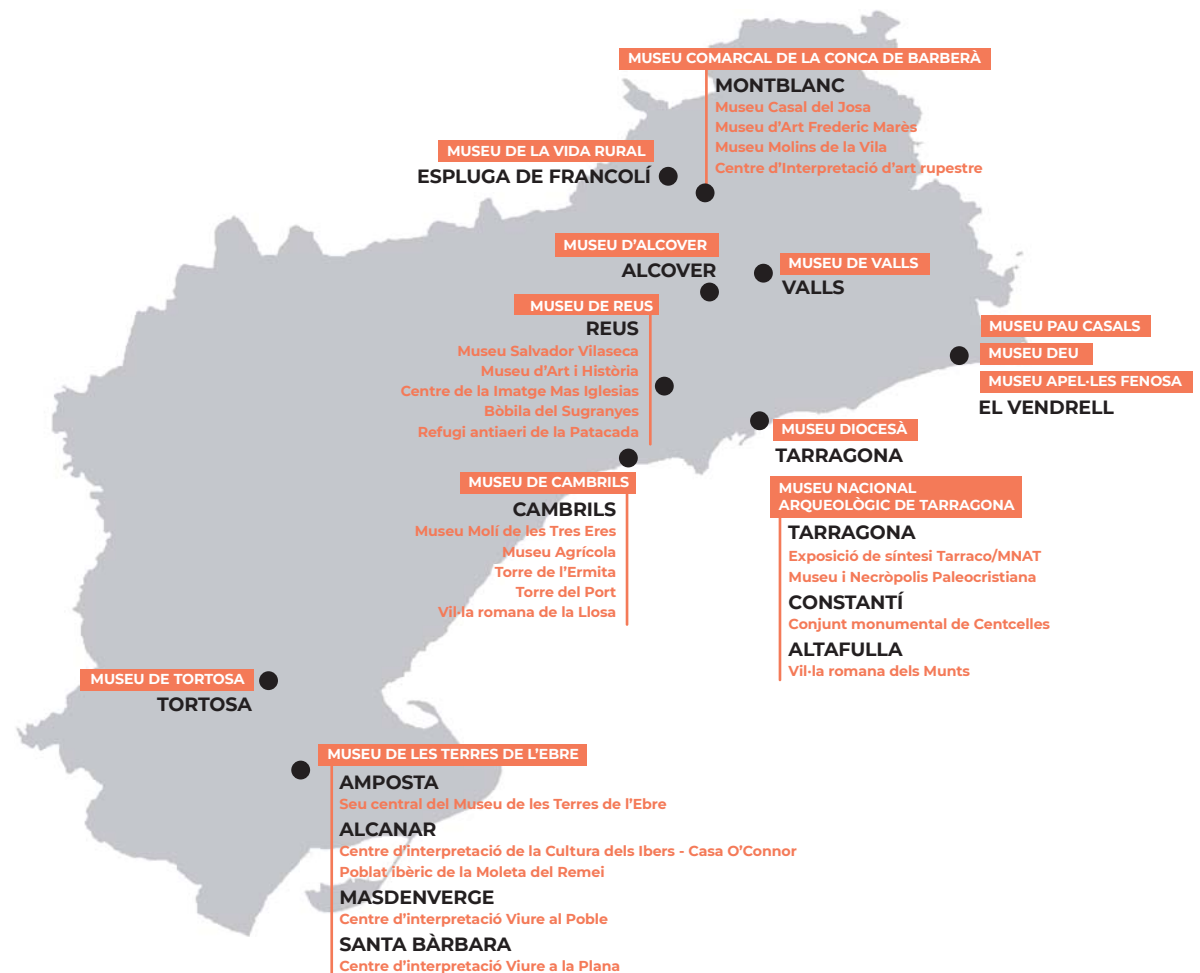 MUSEU COMARCAL DE LA CONCA DE BARBERÀ
MONTBLANC
Museu Casal del Josa
Museu d'Art Frederic Marès
Museu Molins de la Vila
Centre d'Interpretació d'art rupestre
MUSEU DE LA VIDA RURAL
ESPLUGA DE FRANCOLÍ
MUSEU D'ALCOVER
ALCOVER
MUSEU DE VALLS
VALLS
MUSEU DE REUS
REUS
Museu Salvador Vilaseca
Museu d'Art i Història
Centre de la Imatge Mas Iglesias
Bòbila del Sugranyes
Refugi antiaeri de la Patacada
MUSEU PAU CASALS
MUSEU DEU
MUSEU APEL·LES FENOSA
EL VENDRELL
MUSEU DIOCESÀ
TARRAGONA
MUSEU DE CAMBRILS
CAMBRILS
Museu Molí de les Tres Eres
Museu Agrícola
Torre de l'Ermita
Torre del Port
Vil·la romana de la Llosa
MUSEU NACIONAL
ARQUEOLÒGIC DE TARRAGONA
TARRAGONA
Exposició de síntesi Tarraco/MNAT
Museu i Necròpolis Paleocristiana
CONSTANTÍ
Conjunt monumental de Centcelles
ALTAFULLA
Vil·la romana dels Munts
MUSEU DE TORTOSA
TORTOSA
MUSEU DE LES TERRES DE L'EBRE
AMPOSTA
Seu central del Museu de les Terres de l'Ebre
ALCANAR
Centre d'interpretació de la Cultura dels Ibers - Casa O'Connor
Poblat ibèric de la Moleta del Remei
MASDENVERGE
Centre d'interpretació Viure al Poble
SANTA BÀRBARA
Centre d'interpretació Viure a la Plana